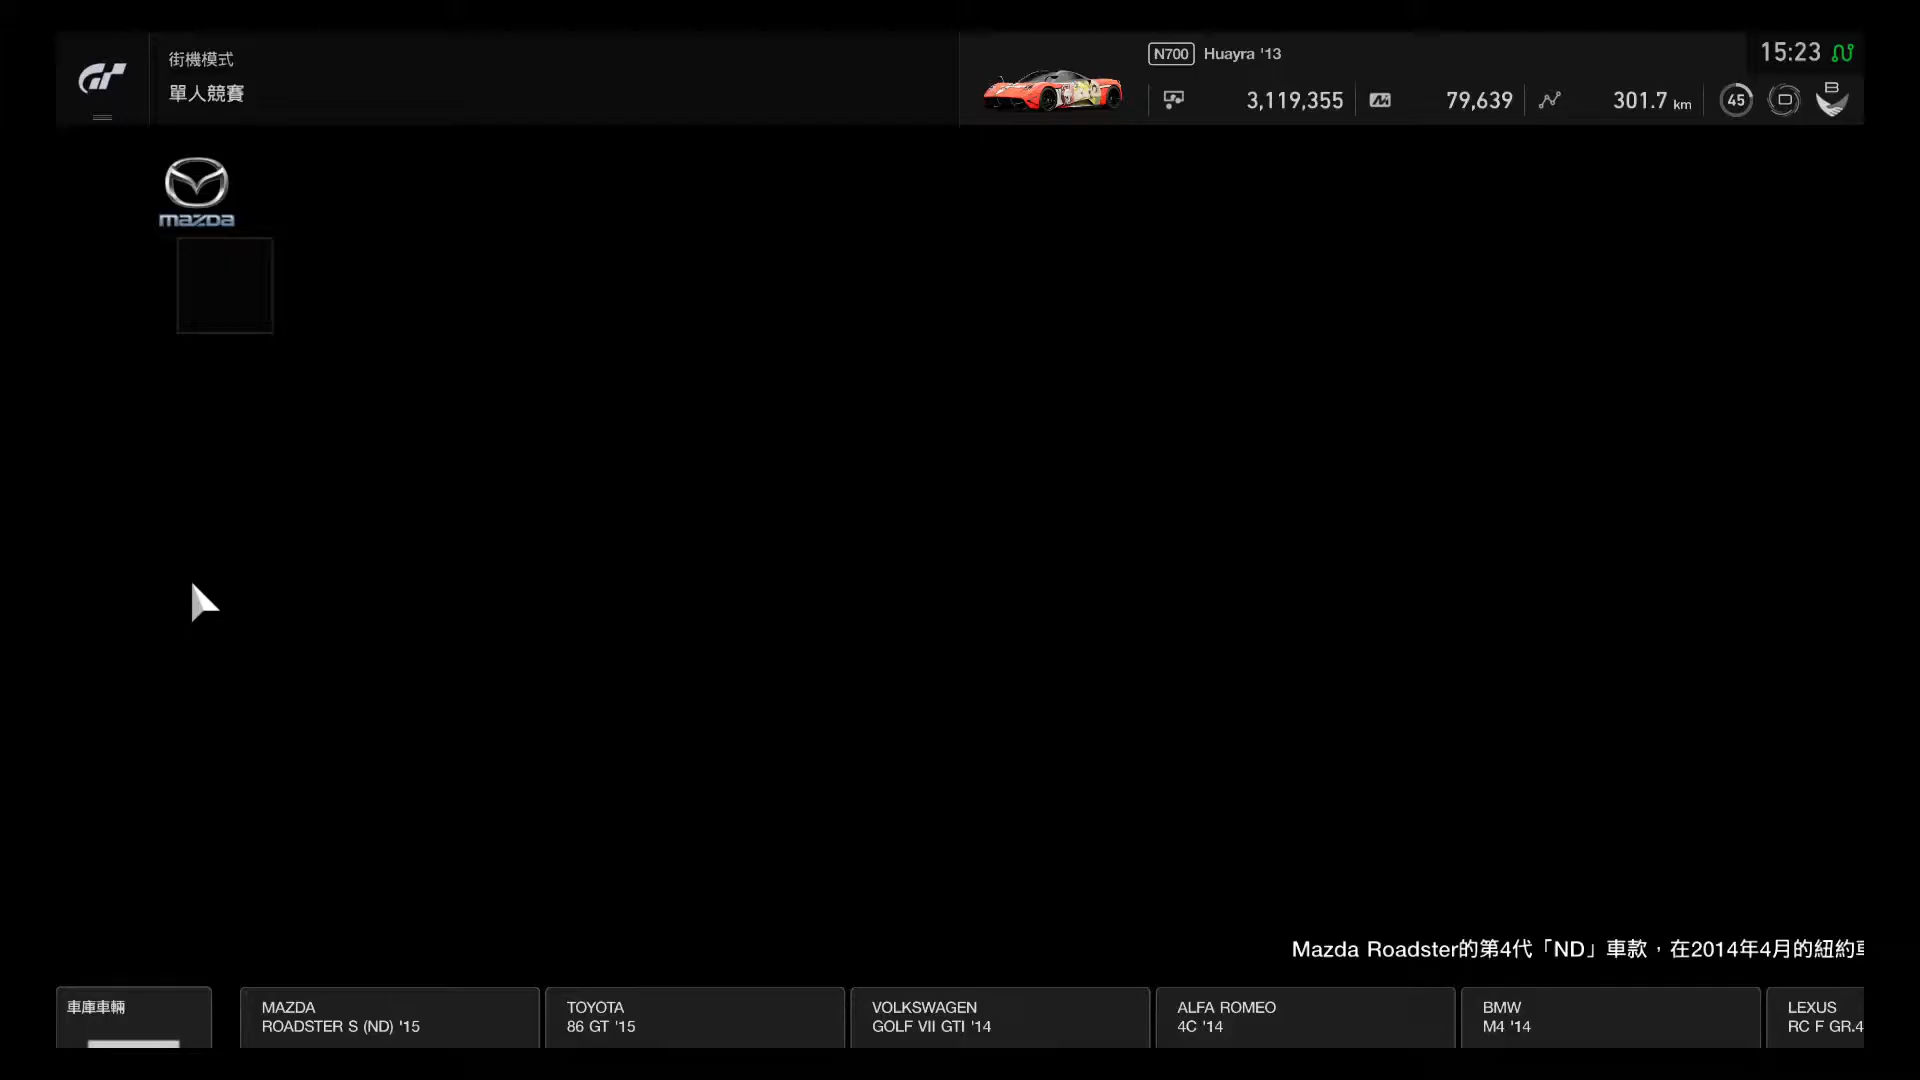 街機模式
單人競賽
N700 Huayra '13
3,119,355
79,639
301.7 km
15:23
45
D
B
mazda
Mazda Roadster的第4代「ND」車款，在2014年4月的紐約車
車庫車輛
MAZDA
ROADSTER S (ND) '15
TOYOTA
86 GT '15
VOLKSWAGEN
GOLF VII GTI '14
ALFA ROMEO
4C '14
BMW
M4 '14
LEXUS
RC F GR.4